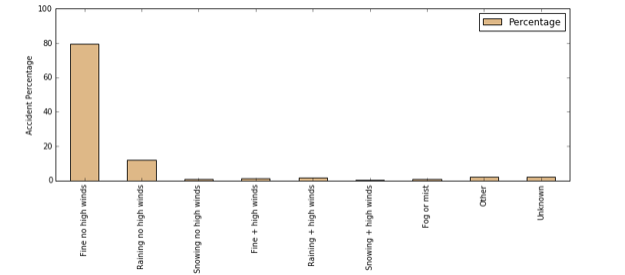 100
80
60
40
20
0
Accident Percentage
Percentage
Fine no high winds
Raining no high winds
Snowing no high winds
Fine + high winds
Raining + high winds
Snowing + high winds
Fog or mist
Other
Unknown